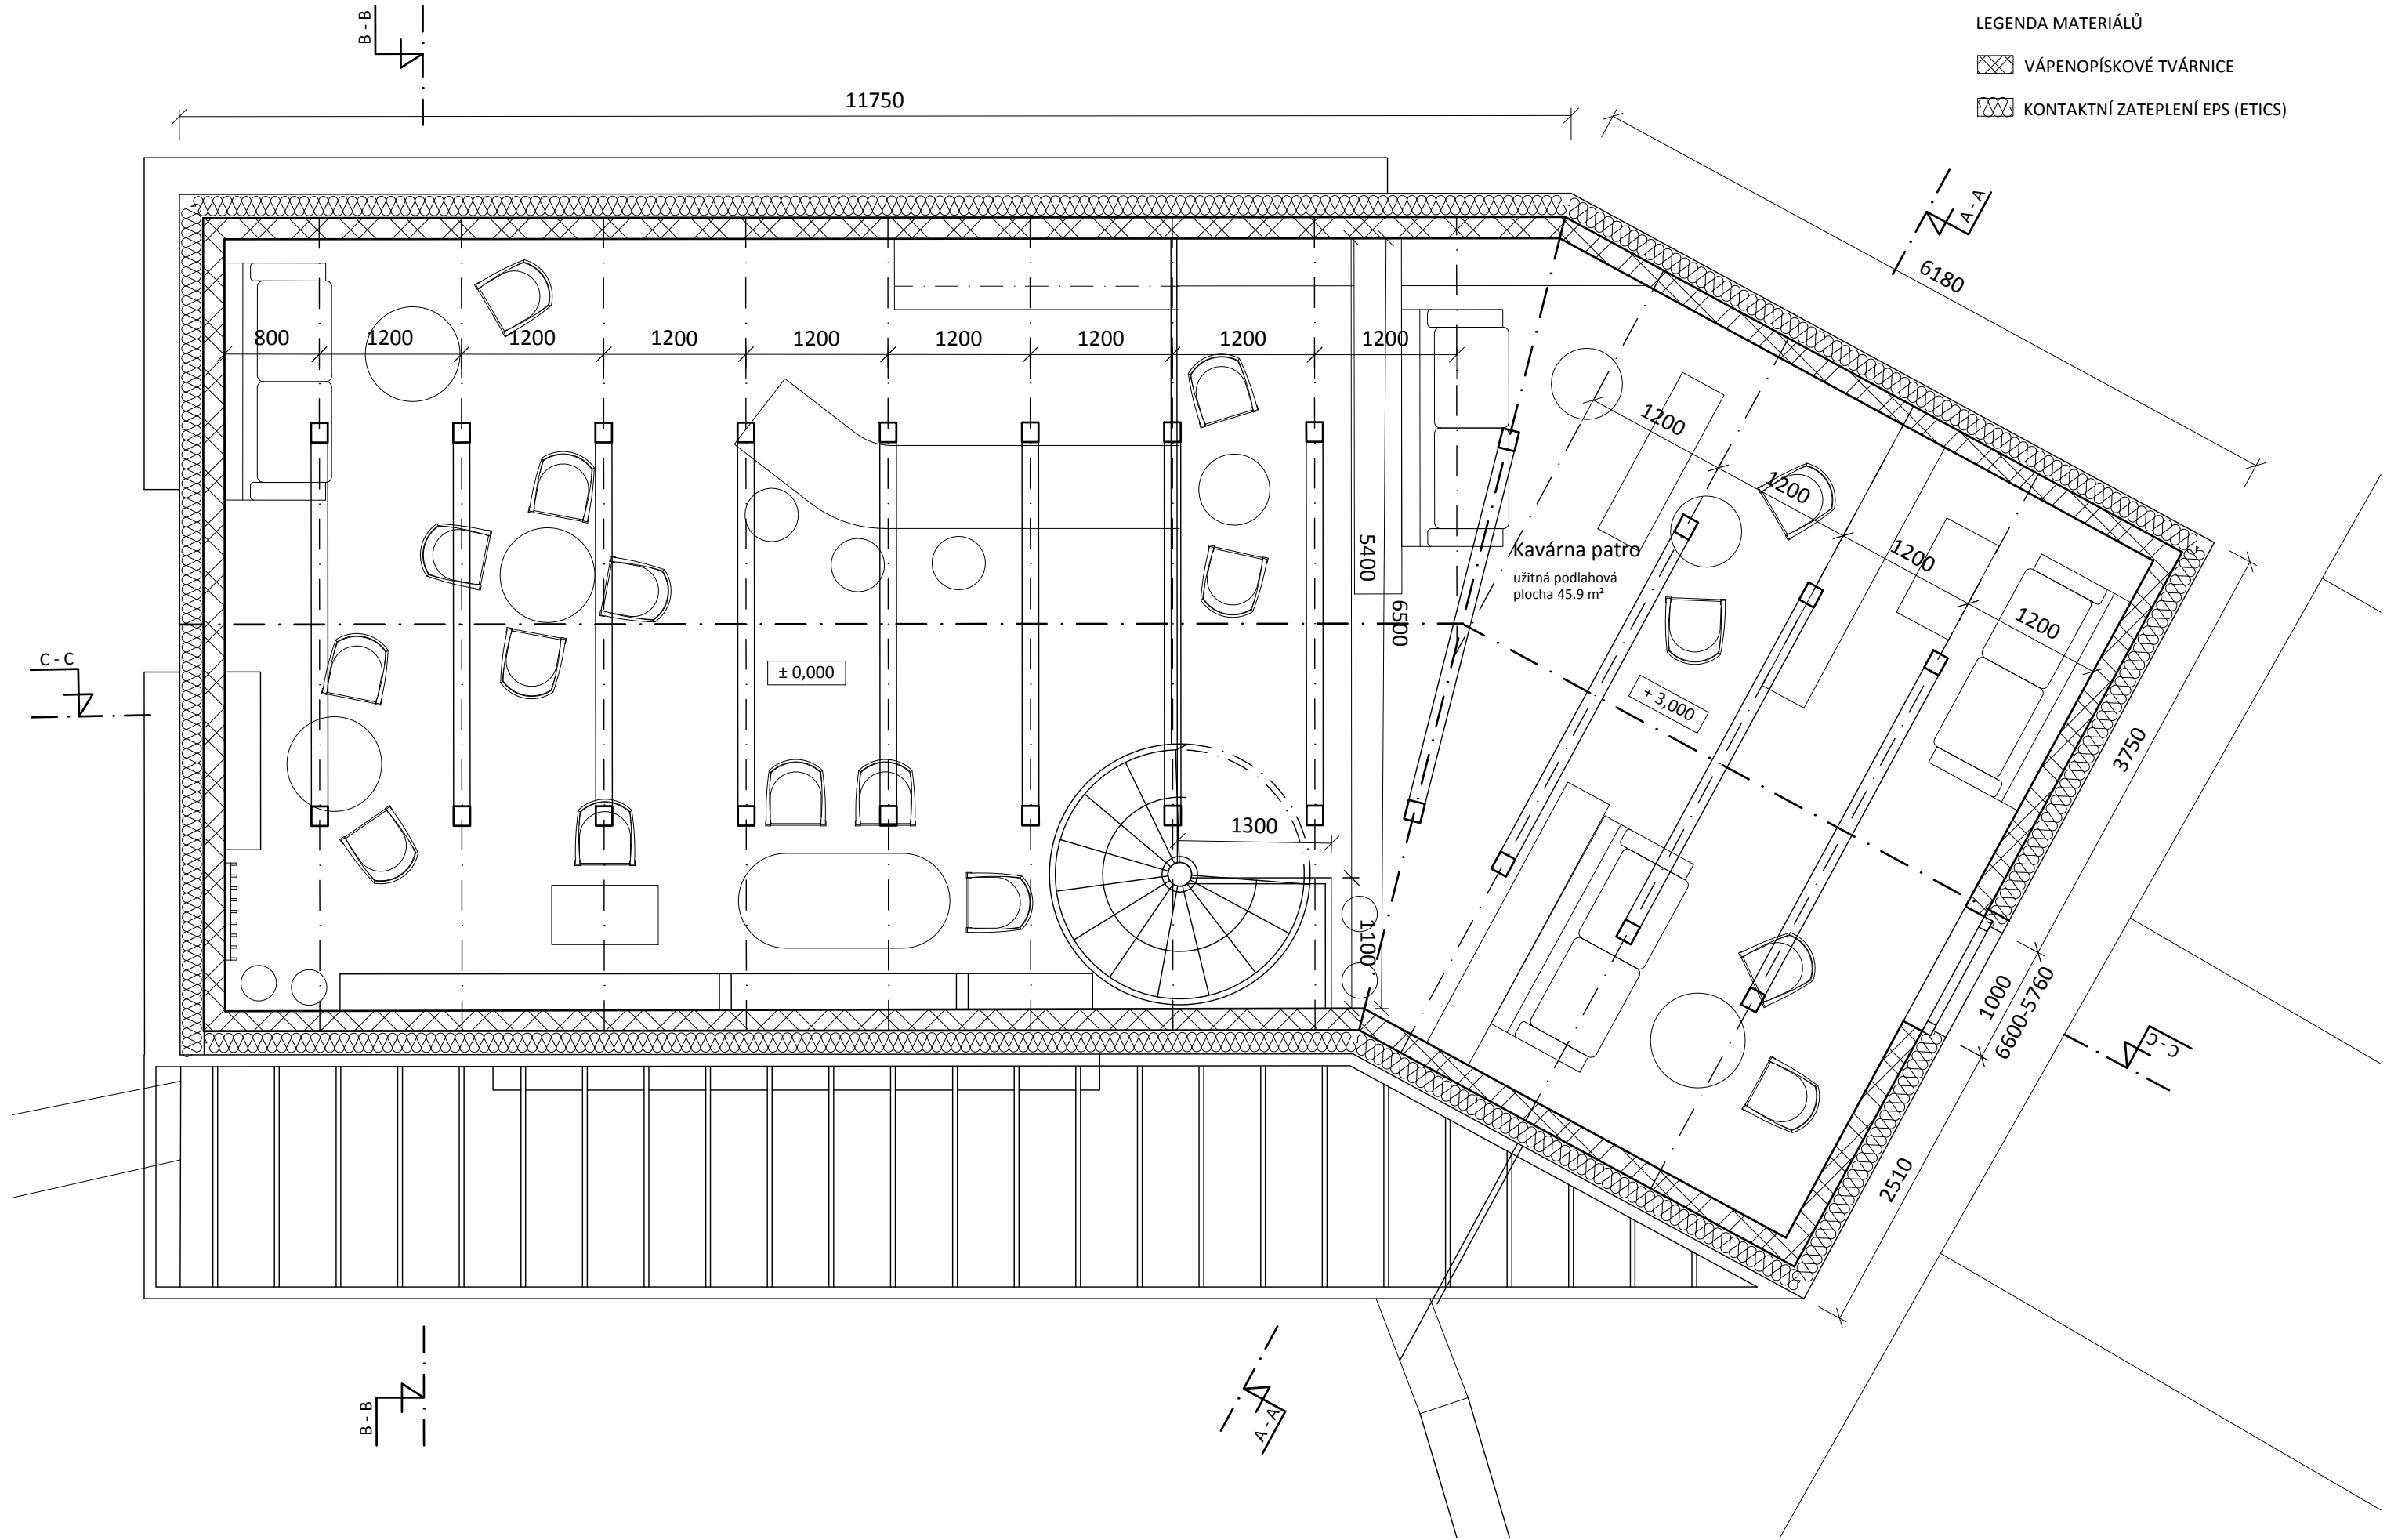 LEGENDA MATERIÁLŮ
VÁPENOPÍSKOVÉ TVÁRNICE
KONTAKTNÍ ZATEPLENÍ EPS (ETICS)
B - B
11750
A - A
6180
800
1200
1200
1200
1200
1200
1200
1200
1200
1200
1200
1200
1200
5400
6500
Kavárna patro
užitná podlahová
plocha 45.9 m²
C - C
± 0,000
+ 3,000
3750
1300
1100
1000
6600-5760
C - C
2510
B - B
A - A